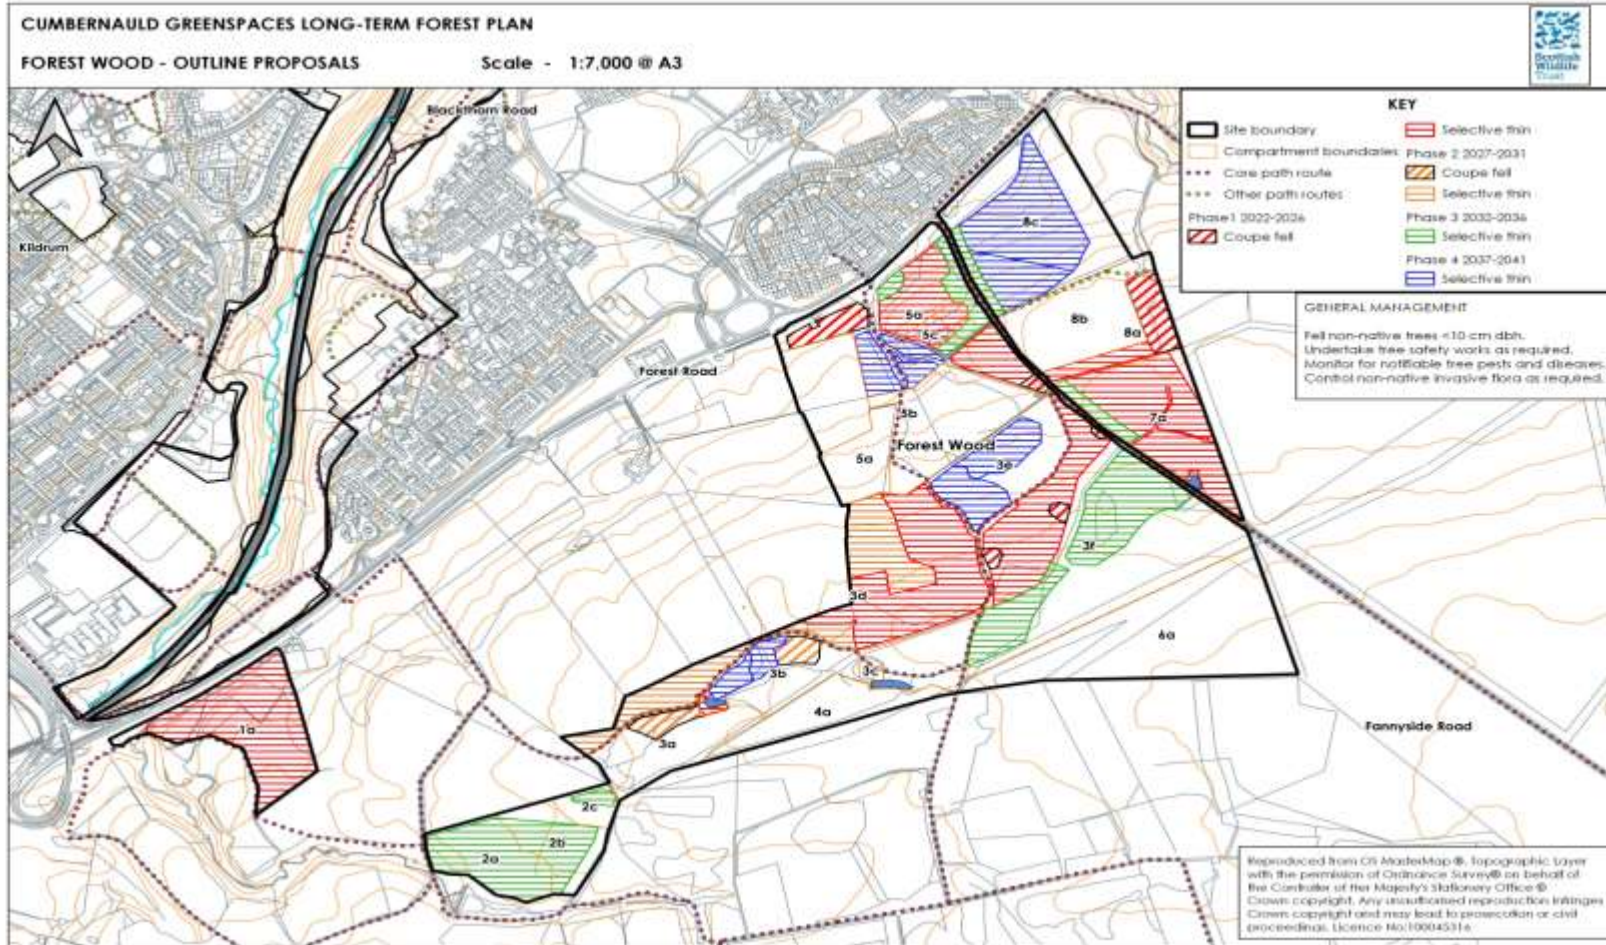 CUMBERNAULD GREENSPACES LONG-TERM FOREST PLAN
FOREST WOOD - OUTLINE PROPOSALS Scale - 1:7,000 @ A3
Scottish
Wildlife
Trust
Blackthorn Road
Kildrum
Forest Road
Forest Wood
Fannyside Road
KEY
Site boundary
Compartment boundaries
Core path route
Other path routes
Phase1 2022-2026
Coupe fell
Selective thin
Phase 2 2027-2031
Coupe fell
Selective thin
Phase 3 2032-2036
Selective thin
Phase 4 2037-2041
Selective thin
GENERAL MANAGEMENT
Fell non-native trees <10 cm dbh.
Undertake tree safety works as required.
Monitor for notifiable tree pests and diseases.
Control non-native invasive flora as required.
8c
5a
5c
8b
8a
7a
5b
5a
3e
3f
3d
6a
3b
3c
4a
3a
1a
2c
2b
2a
Reproduced from OS MasterMap ®, Topographic Layer
with the permission of Ordnance Survey® on behalf of
the Controller of Her Majesty's Stationery Office ©
Crown copyright. Any unauthorised reproduction infringes
Crown copyright and may lead to prosecution or civil
proceedings. Licence No:100045316